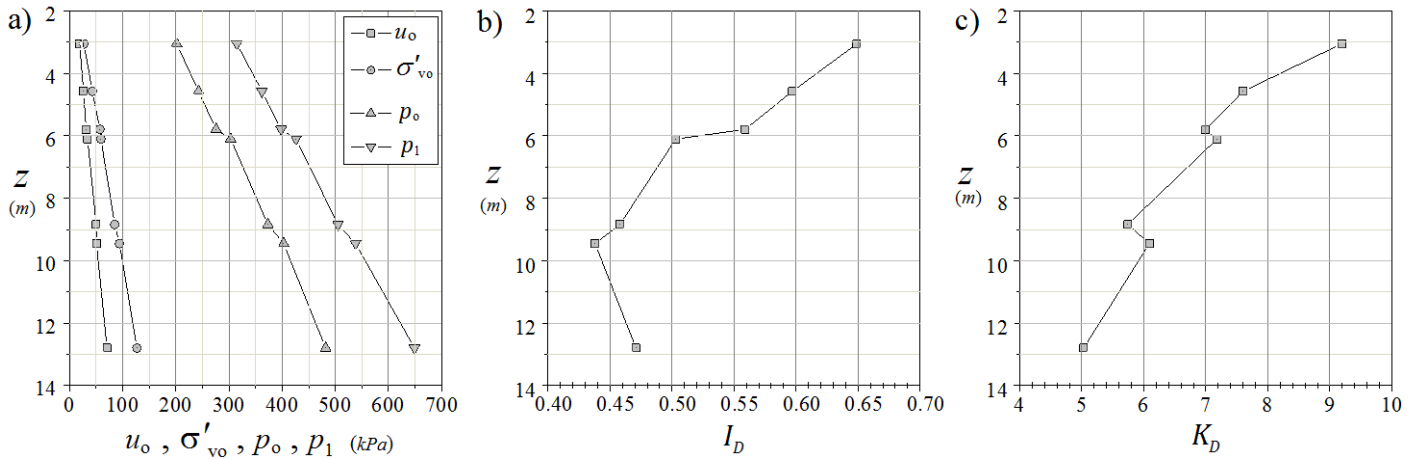 a)
2
4
6
8
10
12
14
z
(m)
u₀
σ′vo
p₀
p₁
0 100 200 300 400 500 600 700
u₀ , σ′vo , p₀ , p₁ (kPa)
b)
2
4
6
8
10
12
14
z
(m)
0.40 0.45 0.50 0.55 0.60 0.65 0.70
I_D
c)
2
4
6
8
10
12
14
z
(m)
4 5 6 7 8 9 10
K_D